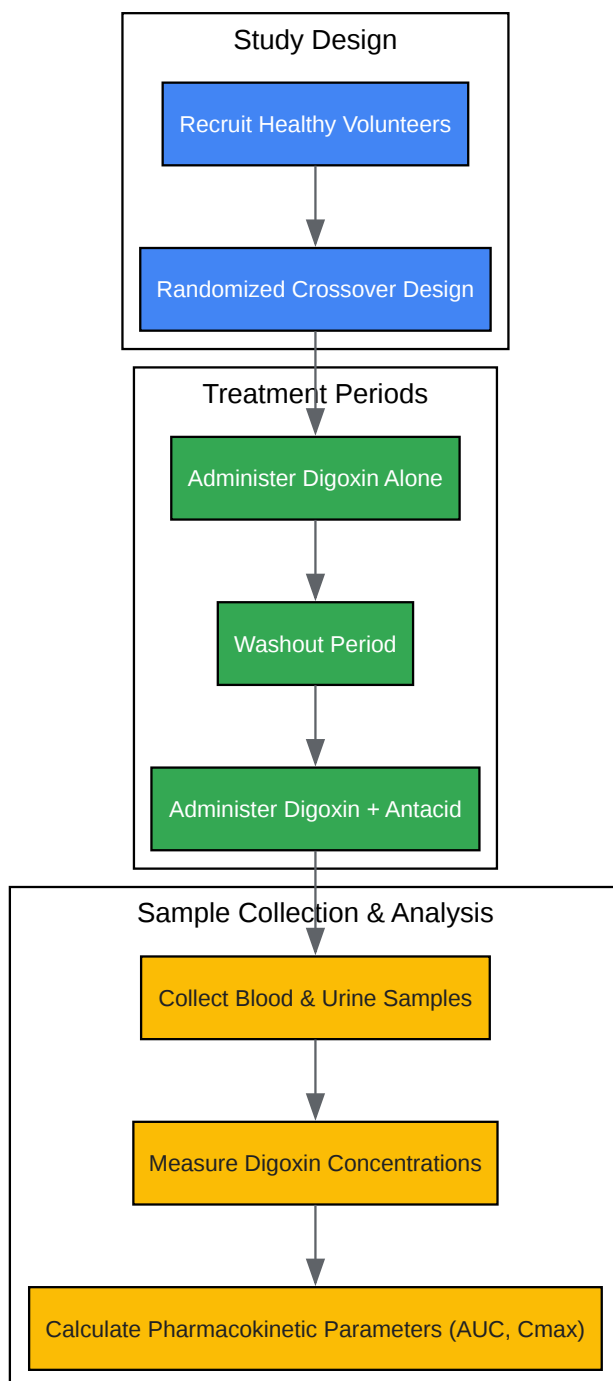 Study Design
Recruit Healthy Volunteers
Randomized Crossover Design
Treatment Periods
Administer Digoxin Alone
Washout Period
Administer Digoxin + Antacid
Sample Collection & Analysis
Collect Blood & Urine Samples
Measure Digoxin Concentrations
Calculate Pharmacokinetic Parameters (AUC, Cmax)